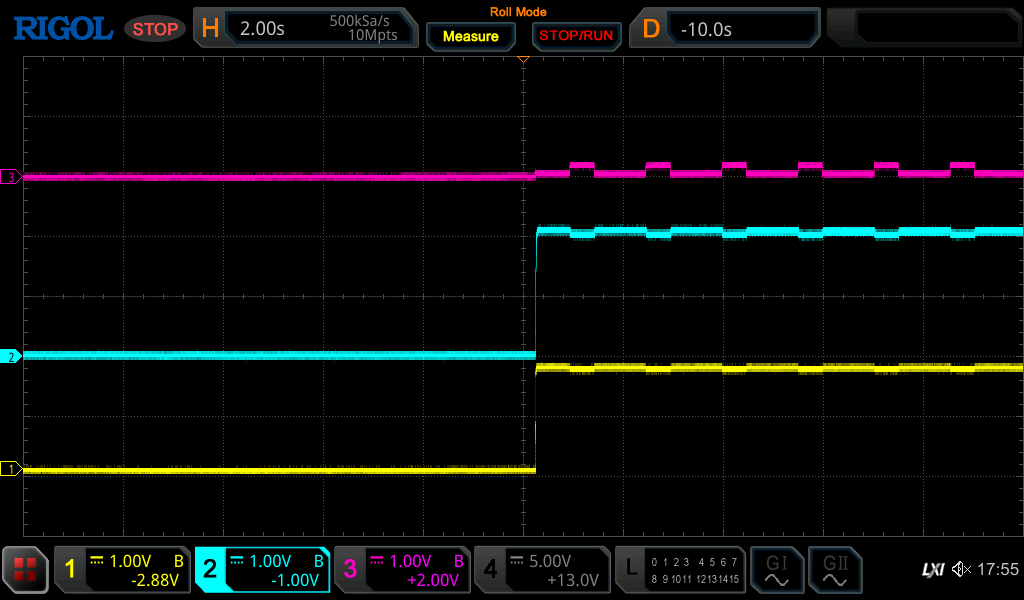 Roll Mode
RIGOL STOP H 2.00s 500kSa/s 10Mpts Measure STOP/RUN D -10.0s
3
2
1
1 1.00V B -2.88V
2 1.00V B -1.00V
3 1.00V B +2.00V
4 5.00V +13.0V
L 0 1 2 3 4 5 6 7
8 9 10 11 12 13 14 15
GI GII
LXI 17:55